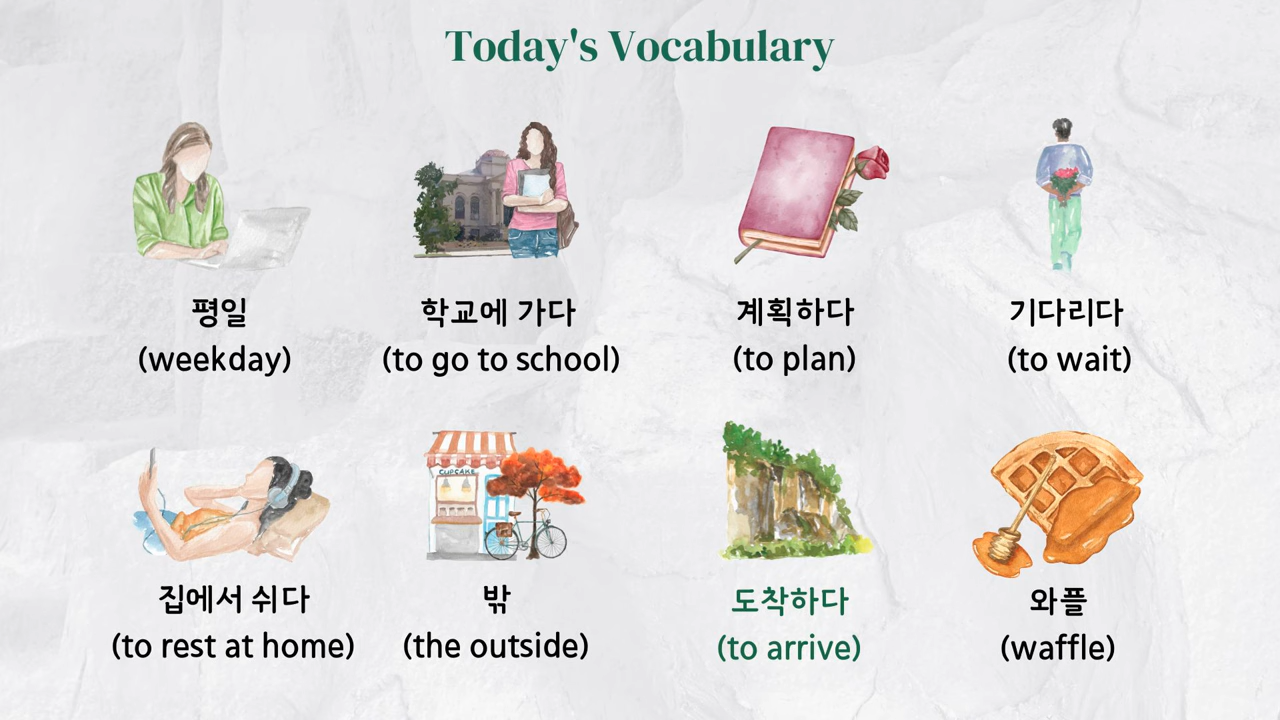 Today's Vocabulary
평일
(weekday)
학교에 가다
(to go to school)
계획하다
(to plan)
기다리다
(to wait)
CUPCAKE
집에서 쉬다
(to rest at home)
밖
(the outside)
도착하다
(to arrive)
와플
(waffle)